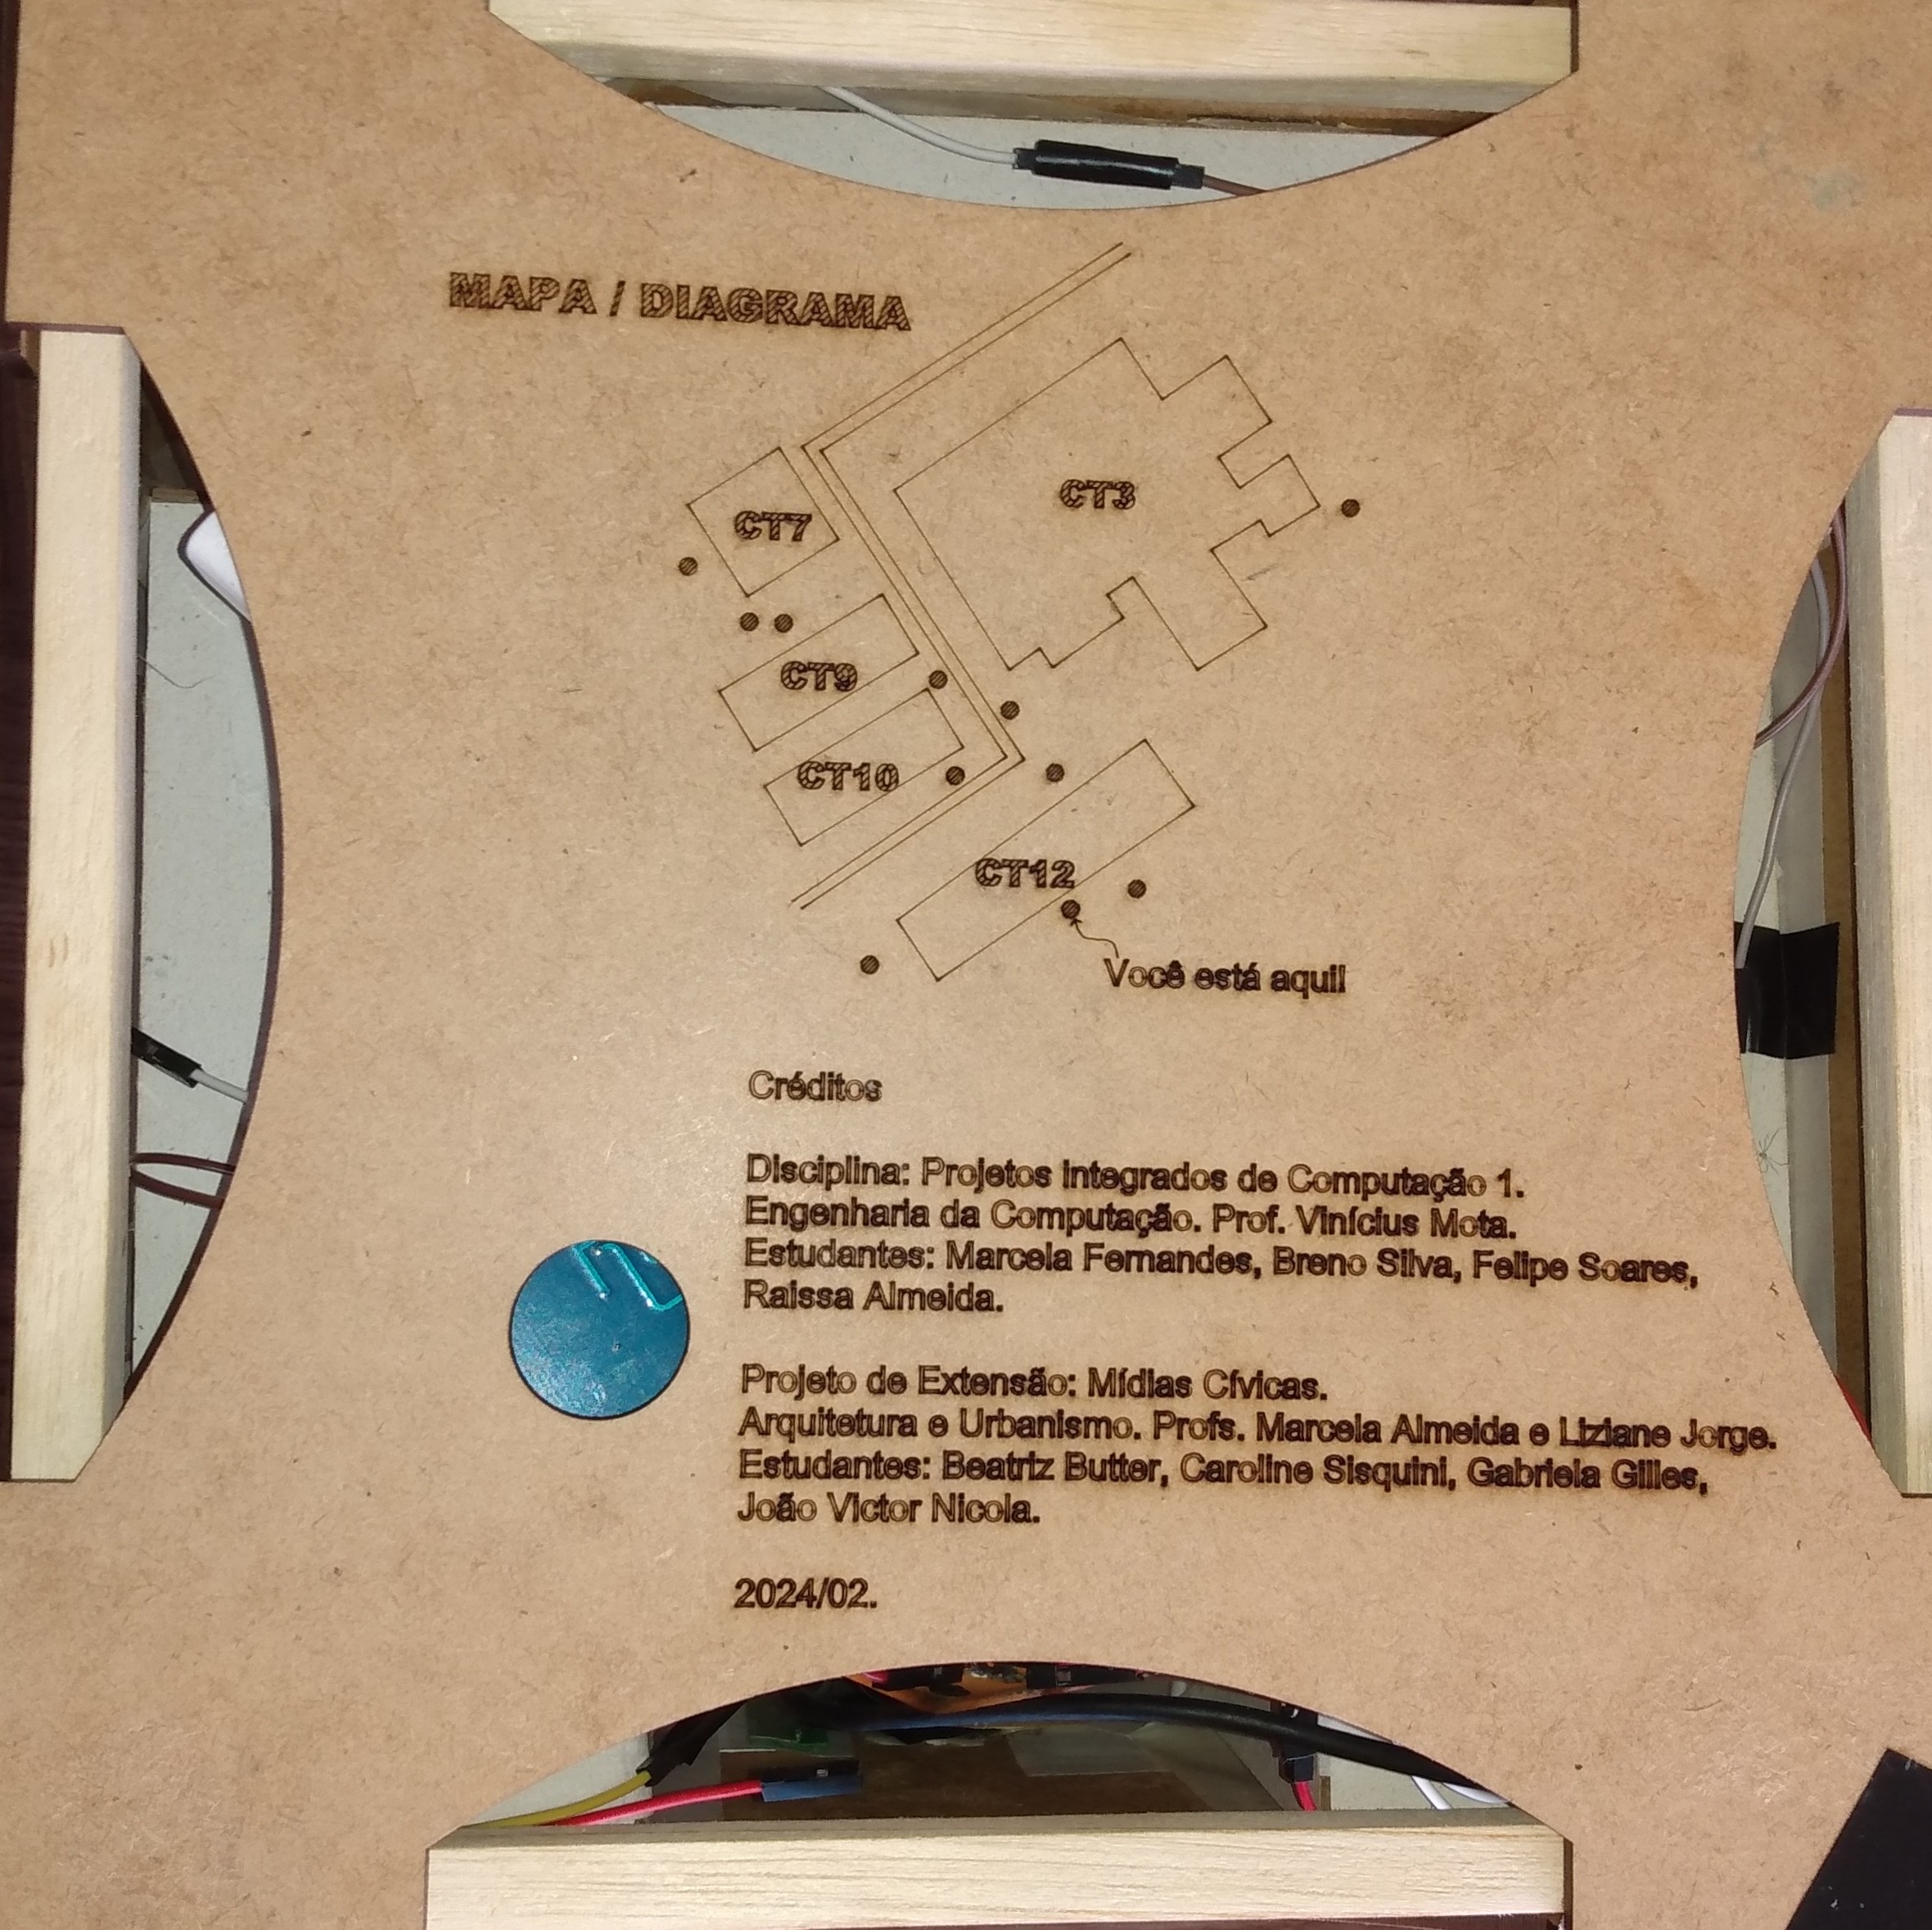 MAPA / DIAGRAMA
CT3
CT7
CT9
CT10
CT12
Você está aqui!
Créditos
Disciplina: Projetos Integrados de Computação 1.
Engenharia da Computação. Prof. Vinícius Mota.
Estudantes: Marcela Fernandes, Breno Silva, Felipe Soares,
Raissa Almeida.
Projeto de Extensão: Mídias Cívicas.
Arquitetura e Urbanismo. Profs. Marcela Almeida e Liziane Jorge.
Estudantes: Beatriz Butter, Caroline Sisquini, Gabriela Gilles,
João Victor Nicola.
2024/02.